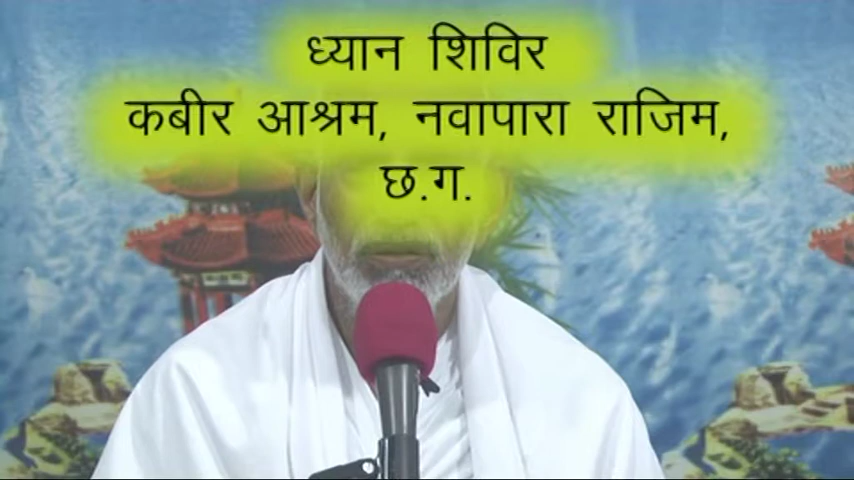 ध्यान शिविर
कबीर आश्रम, नवापारा राजिम,
छ.ग.